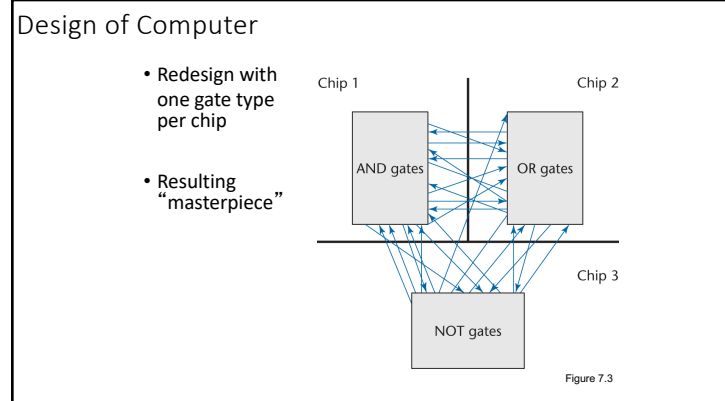 Design of Computer
• Redesign with
one gate type
per chip
• Resulting
“masterpiece”
Chip 1
Chip 2
AND gates
OR gates
Chip 3
NOT gates
Figure 7.3